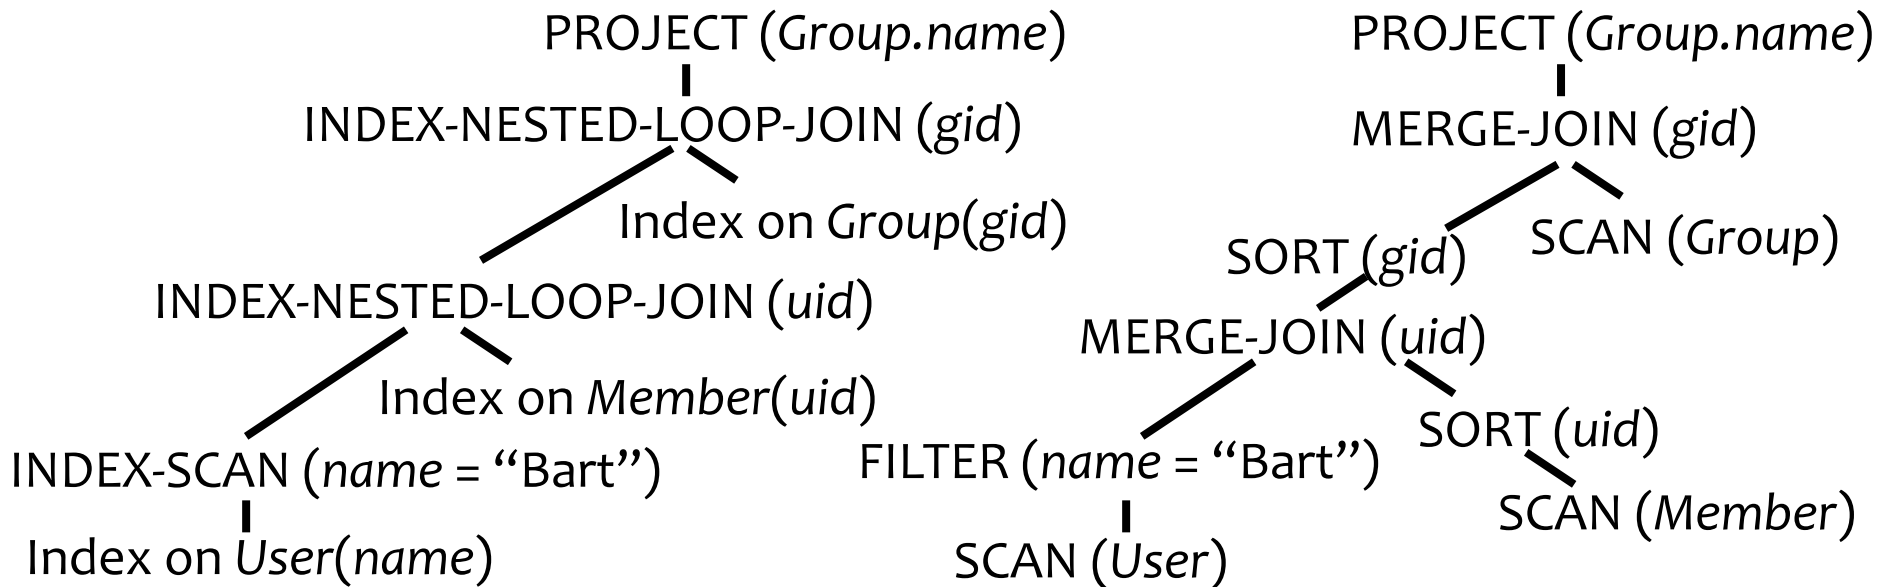 PROJECT (Group.name)
INDEX-NESTED-LOOP-JOIN (gid)
Index on Group(gid)
INDEX-NESTED-LOOP-JOIN (uid)
Index on Member(uid)
INDEX-SCAN (name = “Bart”)
Index on User(name)
PROJECT (Group.name)
MERGE-JOIN (gid)
SCAN (Group)
SORT (gid)
MERGE-JOIN (uid)
SORT (uid)
FILTER (name = “Bart”)
SCAN (Member)
SCAN (User)